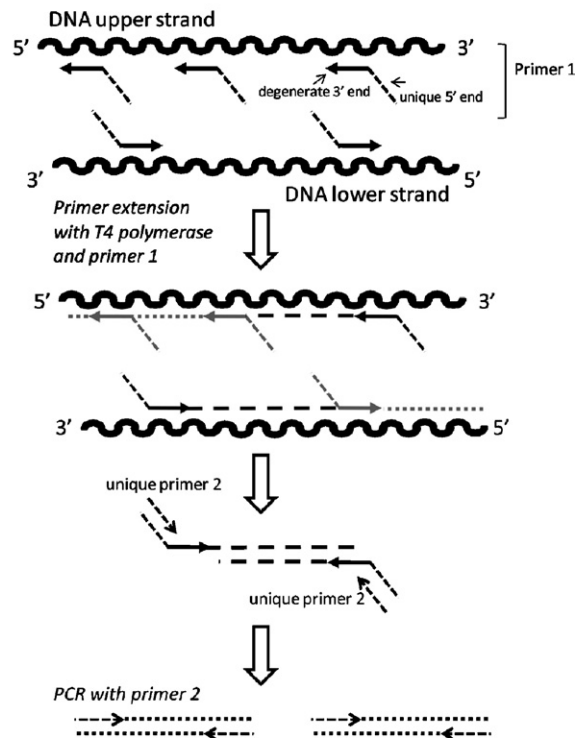 DNA upper strand
5' 3'
Primer 1
degenerate 3' end
unique 5' end
3' 5'
DNA lower strand
Primer extension
with T4 polymerase
and primer 1
5' 3'
3' 5'
unique primer 2
unique primer 2
PCR with primer 2